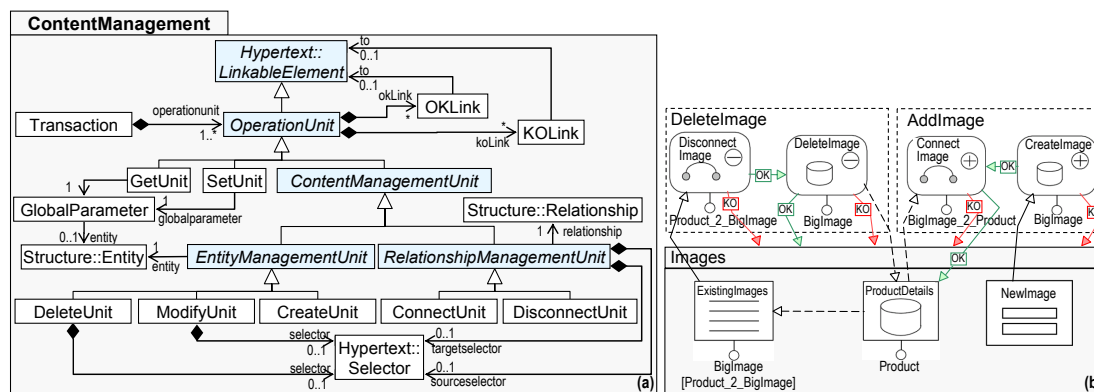 ContentManagement
Hypertext::
LinkableElement
to
0..1
to
0..1
okLink
*
OKLink
Transaction
operationunit
1..*
OperationUnit
*
koLink
KOLink
GetUnit
SetUnit
ContentManagementUnit
1
GlobalParameter
1
globalparameter
Structure::Relationship
0..1
entity
1
relationship
Structure::Entity
1
entity
EntityManagementUnit
RelationshipManagementUnit
DeleteUnit
ModifyUnit
CreateUnit
ConnectUnit
DisconnectUnit
selector
0..1
Hypertext::
Selector
0..1
targetselector
selector
0..1
0..1
sourceselector
(a)
DeleteImage
Disconnect
Image
DeleteImage
OK
KO
Product_2_BigImage
OK
KO
BigImage
AddImage
Connect
Image
CreateImage
OK
KO
BigImage_2_Product
KO
BigImage
OK
Images
ExistingImages
ProductDetails
NewImage
BigImage
[Product_2_BigImage]
Product
(b